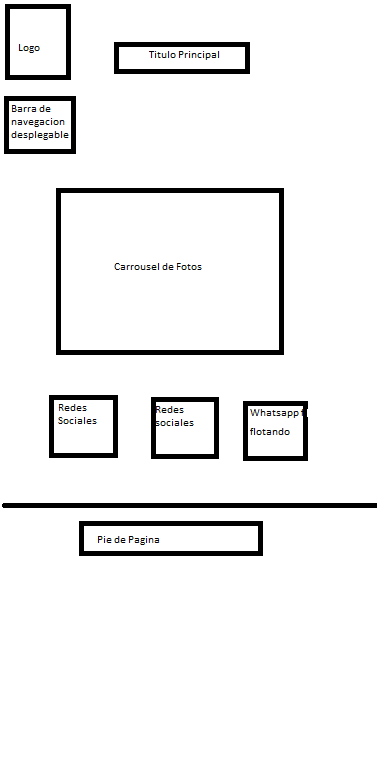 Logo
Titulo Principal
Barra de
navegacion
desplegable
Carrousel de Fotos
Redes
Sociales
Redes
sociales
Whatsapp
flotando
Pie de Pagina